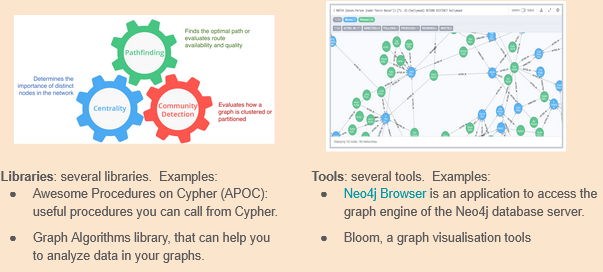 Finds the optimal path or
evaluates route
availability and quality
Pathfinding
Determines the
importance of distinct
nodes in the network
Centrality
Community
Detection
Evaluates how a
graph is clustered or
partitioned
Libraries: several libraries.  Examples:
● Awesome Procedures on Cypher (APOC):
useful procedures you can call from Cypher.
● Graph Algorithms library, that can help you
to analyze data in your graphs.
Tools: several tools.  Examples:
● Neo4j Browser is an application to access the
graph engine of the Neo4j database server.
● Bloom, a graph visualisation tools